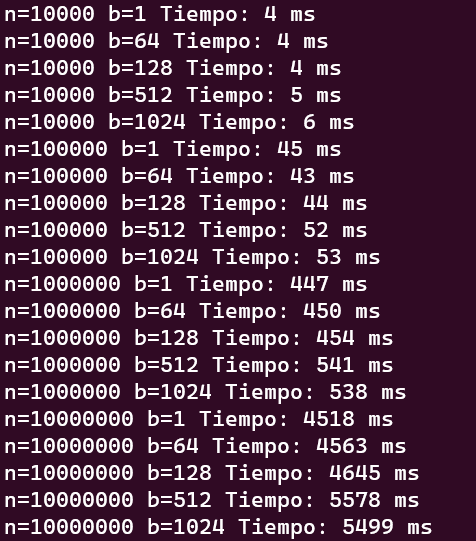 n=10000 b=1 Tiempo: 4 ms
n=10000 b=64 Tiempo: 4 ms
n=10000 b=128 Tiempo: 4 ms
n=10000 b=512 Tiempo: 5 ms
n=10000 b=1024 Tiempo: 6 ms
n=100000 b=1 Tiempo: 45 ms
n=100000 b=64 Tiempo: 43 ms
n=100000 b=128 Tiempo: 44 ms
n=100000 b=512 Tiempo: 52 ms
n=100000 b=1024 Tiempo: 53 ms
n=1000000 b=1 Tiempo: 447 ms
n=1000000 b=64 Tiempo: 450 ms
n=1000000 b=128 Tiempo: 454 ms
n=1000000 b=512 Tiempo: 541 ms
n=1000000 b=1024 Tiempo: 538 ms
n=10000000 b=1 Tiempo: 4518 ms
n=10000000 b=64 Tiempo: 4563 ms
n=10000000 b=128 Tiempo: 4645 ms
n=10000000 b=512 Tiempo: 5578 ms
n=10000000 b=1024 Tiempo: 5499 ms